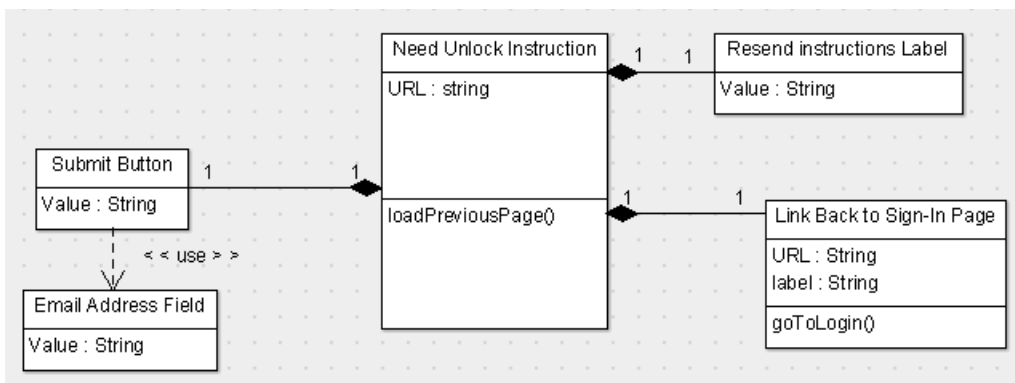 Need Unlock Instruction
URL : string
loadPreviousPage()
1 1
Resend instructions Label
Value : String
Submit Button
Value : String
1 1
< < use > >
Email Address Field
Value : String
1 1
Link Back to Sign-In Page
URL : String
label : String
goToLogin()